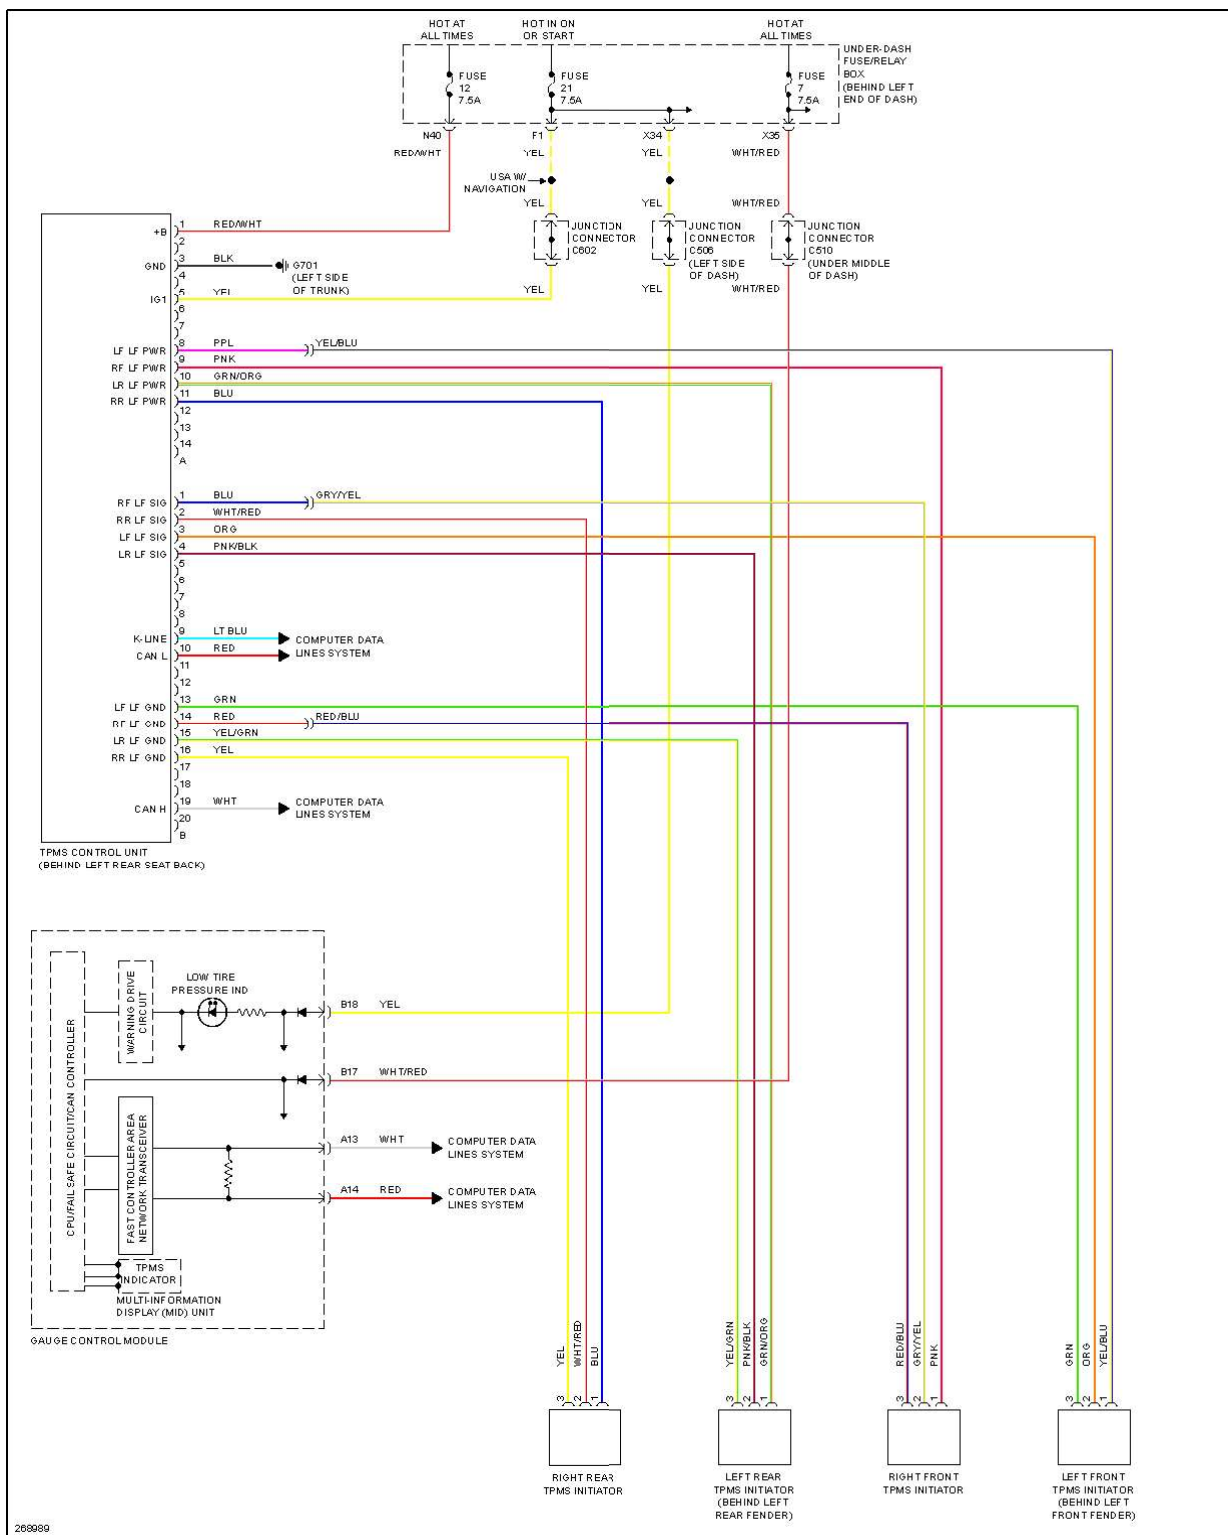 HOT AT
ALL TIMES
HOT IN ON
OR START
HOT AT
ALL TIMES
UNDER-DASH
FUSE/RELAY
BOX
(BEHIND LEFT
END OF DASH)
FUSE
12
7.5A
FUSE
21
7.5A
FUSE
7
7.5A
N40
F1
X34
X35
RED/WHT
YEL
YEL
WHT/RED
USA W/
NAVIGATION
YEL
YEL
WHT/RED
JUNCTION
CONNECTOR
C602
JUNCTION
CONNECTOR
C506
(LEFT SIDE
OF DASH)
JUNCTION
CONNECTOR
C510
(UNDER MIDDLE
OF DASH)
YEL
YEL
WHT/RED
+B 1 RED/WHT
2
GND 3 BLK
G701
(LEFT SIDE
OF TRUNK)
4
IG1 5 YEL
6
7
LF LF PWR 8 PPL YEL/BLU
RF LF PWR 9 PNK
LR LF PWR 10 GRN/ORG
RR LF PWR 11 BLU
12
13
14
A
RF LF SIG 1 BLU GRY/YEL
RR LF SIG 2 WHT/RED
LF LF SIG 3 ORG
LR LF SIG 4 PNK/BLK
5
6
7
8
K-LINE 9 LT BLU
CAN L 10 RED
COMPUTER DATA
LINES SYSTEM
11
12
LF LF GND 13 GRN
RF LF GND 14 RED RED/BLU
LR LF GND 15 YEL/GRN
RR LF GND 16 YEL
17
18
CAN H 19 WHT
COMPUTER DATA
LINES SYSTEM
20
B
TPMS CONTROL UNIT
(BEHIND LEFT REAR SEAT BACK)
CPU/FAIL SAFE CIRCUIT/CAN CONTROLLER
WARNING DRIVE
CIRCUIT
LOW TIRE
PRESSURE IND
B18 YEL
B17 WHT/RED
FAST CONTROLLER AREA
NETWORK TRANSCEIVER
A13 WHT
COMPUTER DATA
LINES SYSTEM
A14 RED
COMPUTER DATA
LINES SYSTEM
TPMS
INDICATOR
MULTI-INFORMATION
DISPLAY (MID) UNIT
GAUGE CONTROL MODULE
YEL
WHT/RED
BLU
YEL/GRN
PNK/BLK
GRN/ORG
RED/BLU
GRY/YEL
PNK
GRN
ORG
YEL/BLU
3 2 1
3 2 1
3 2 1
3 2 1
RIGHT REAR
TPMS INITIATOR
LEFT REAR
TPMS INITIATOR
(BEHIND LEFT
REAR FENDER)
RIGHT FRONT
TPMS INITIATOR
LEFT FRONT
TPMS INITIATOR
(BEHIND LEFT
FRONT FENDER)
268989